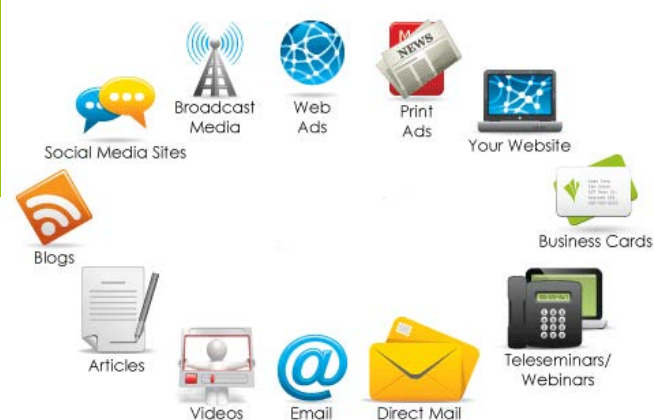 NEWS
Broadcast
Media
Web
Ads
Print
Ads
Your Website
Social Media Sites
Business Cards
Blogs
Articles
Teleseminars/
Webinars
Videos
Email
Direct Mail